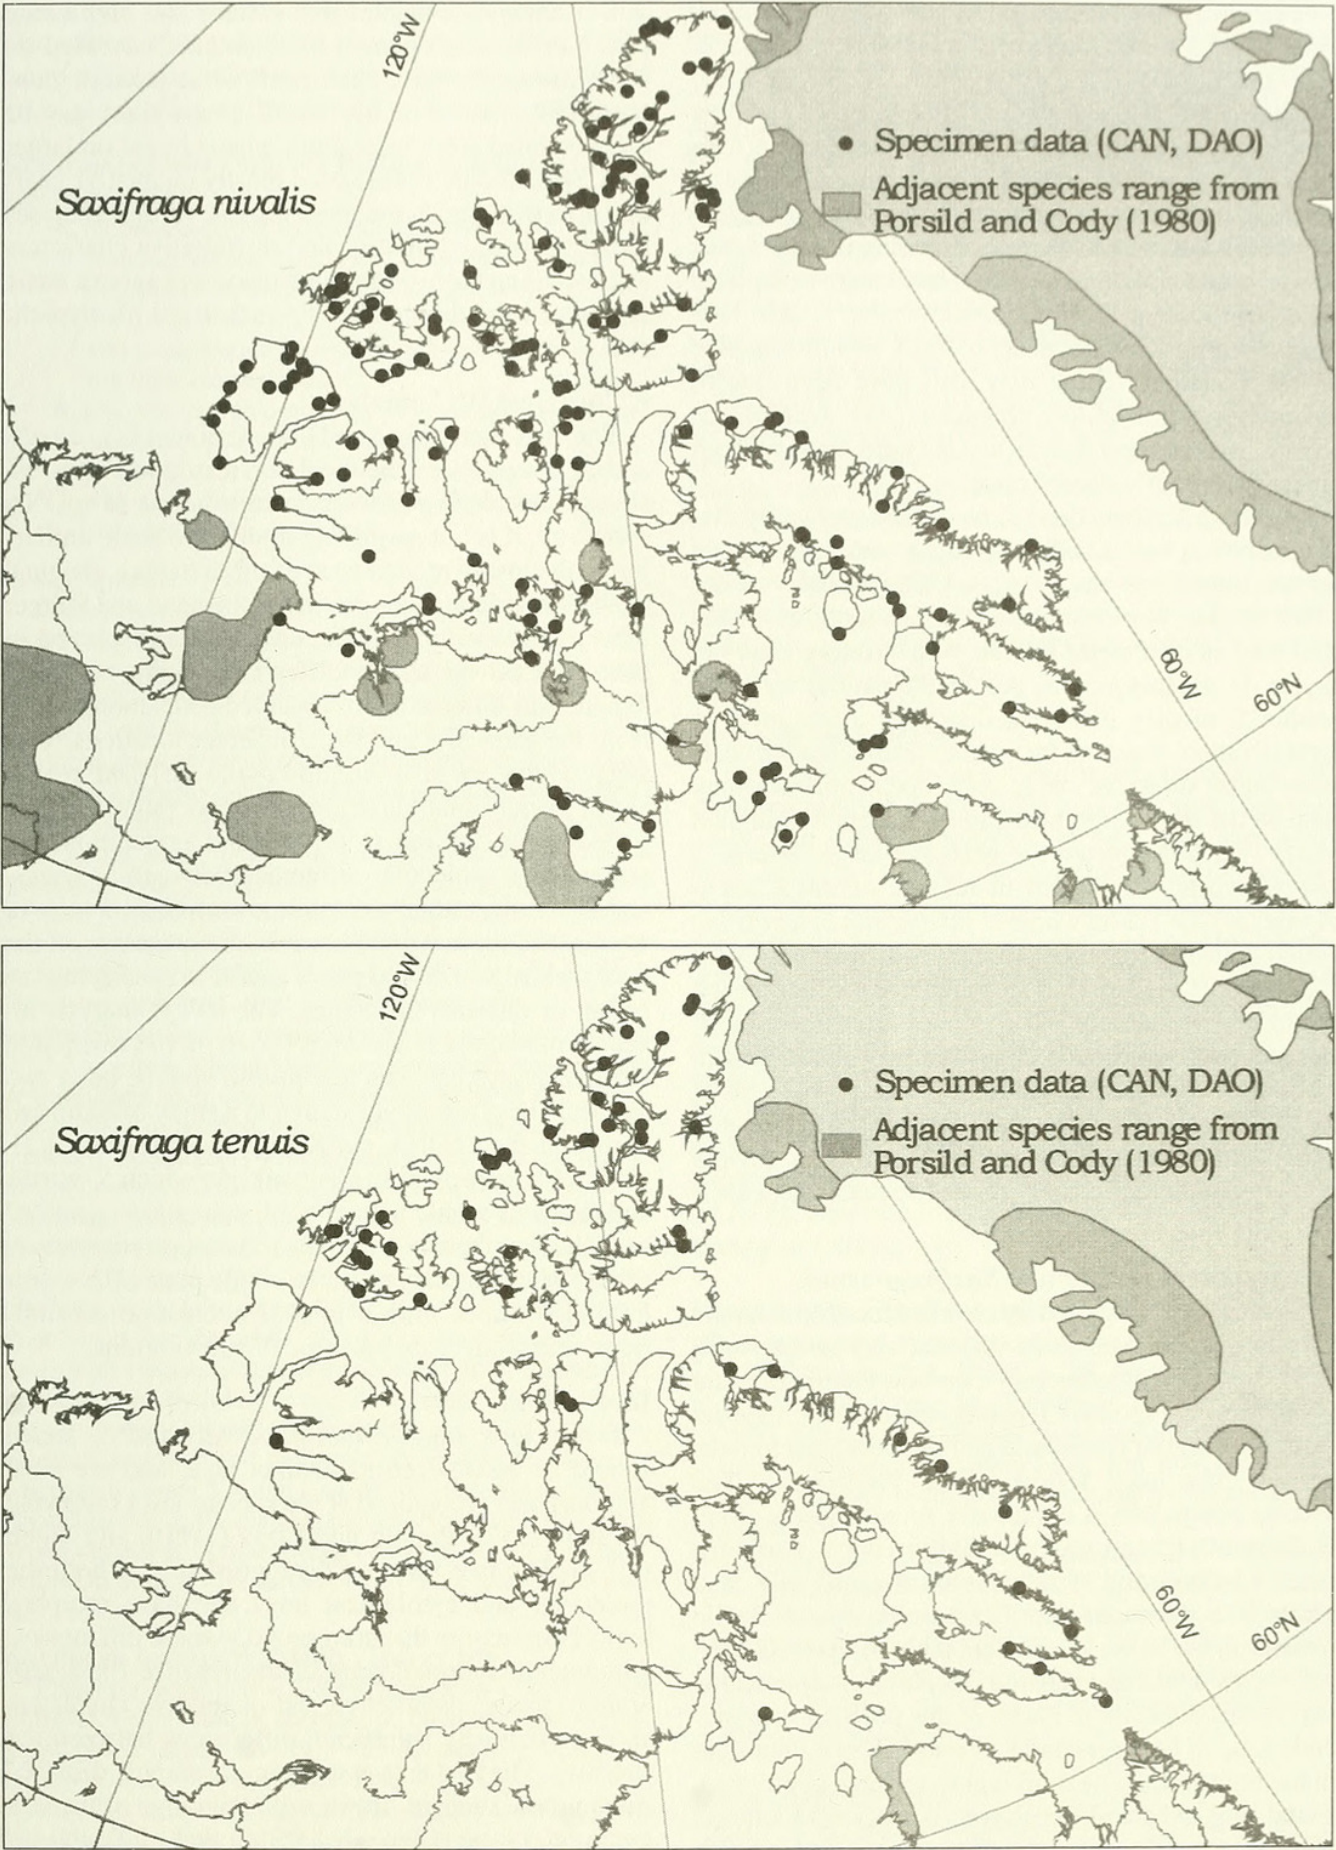 120°W
Saxifraga nivalis
Specimen data (CAN, DAO)
Adjacent species range from
Porsild and Cody (1980)
60°W
60°N
120°W
Saxifraga tenuis
Specimen data (CAN, DAO)
Adjacent species range from
Porsild and Cody (1980)
60°W
60°N